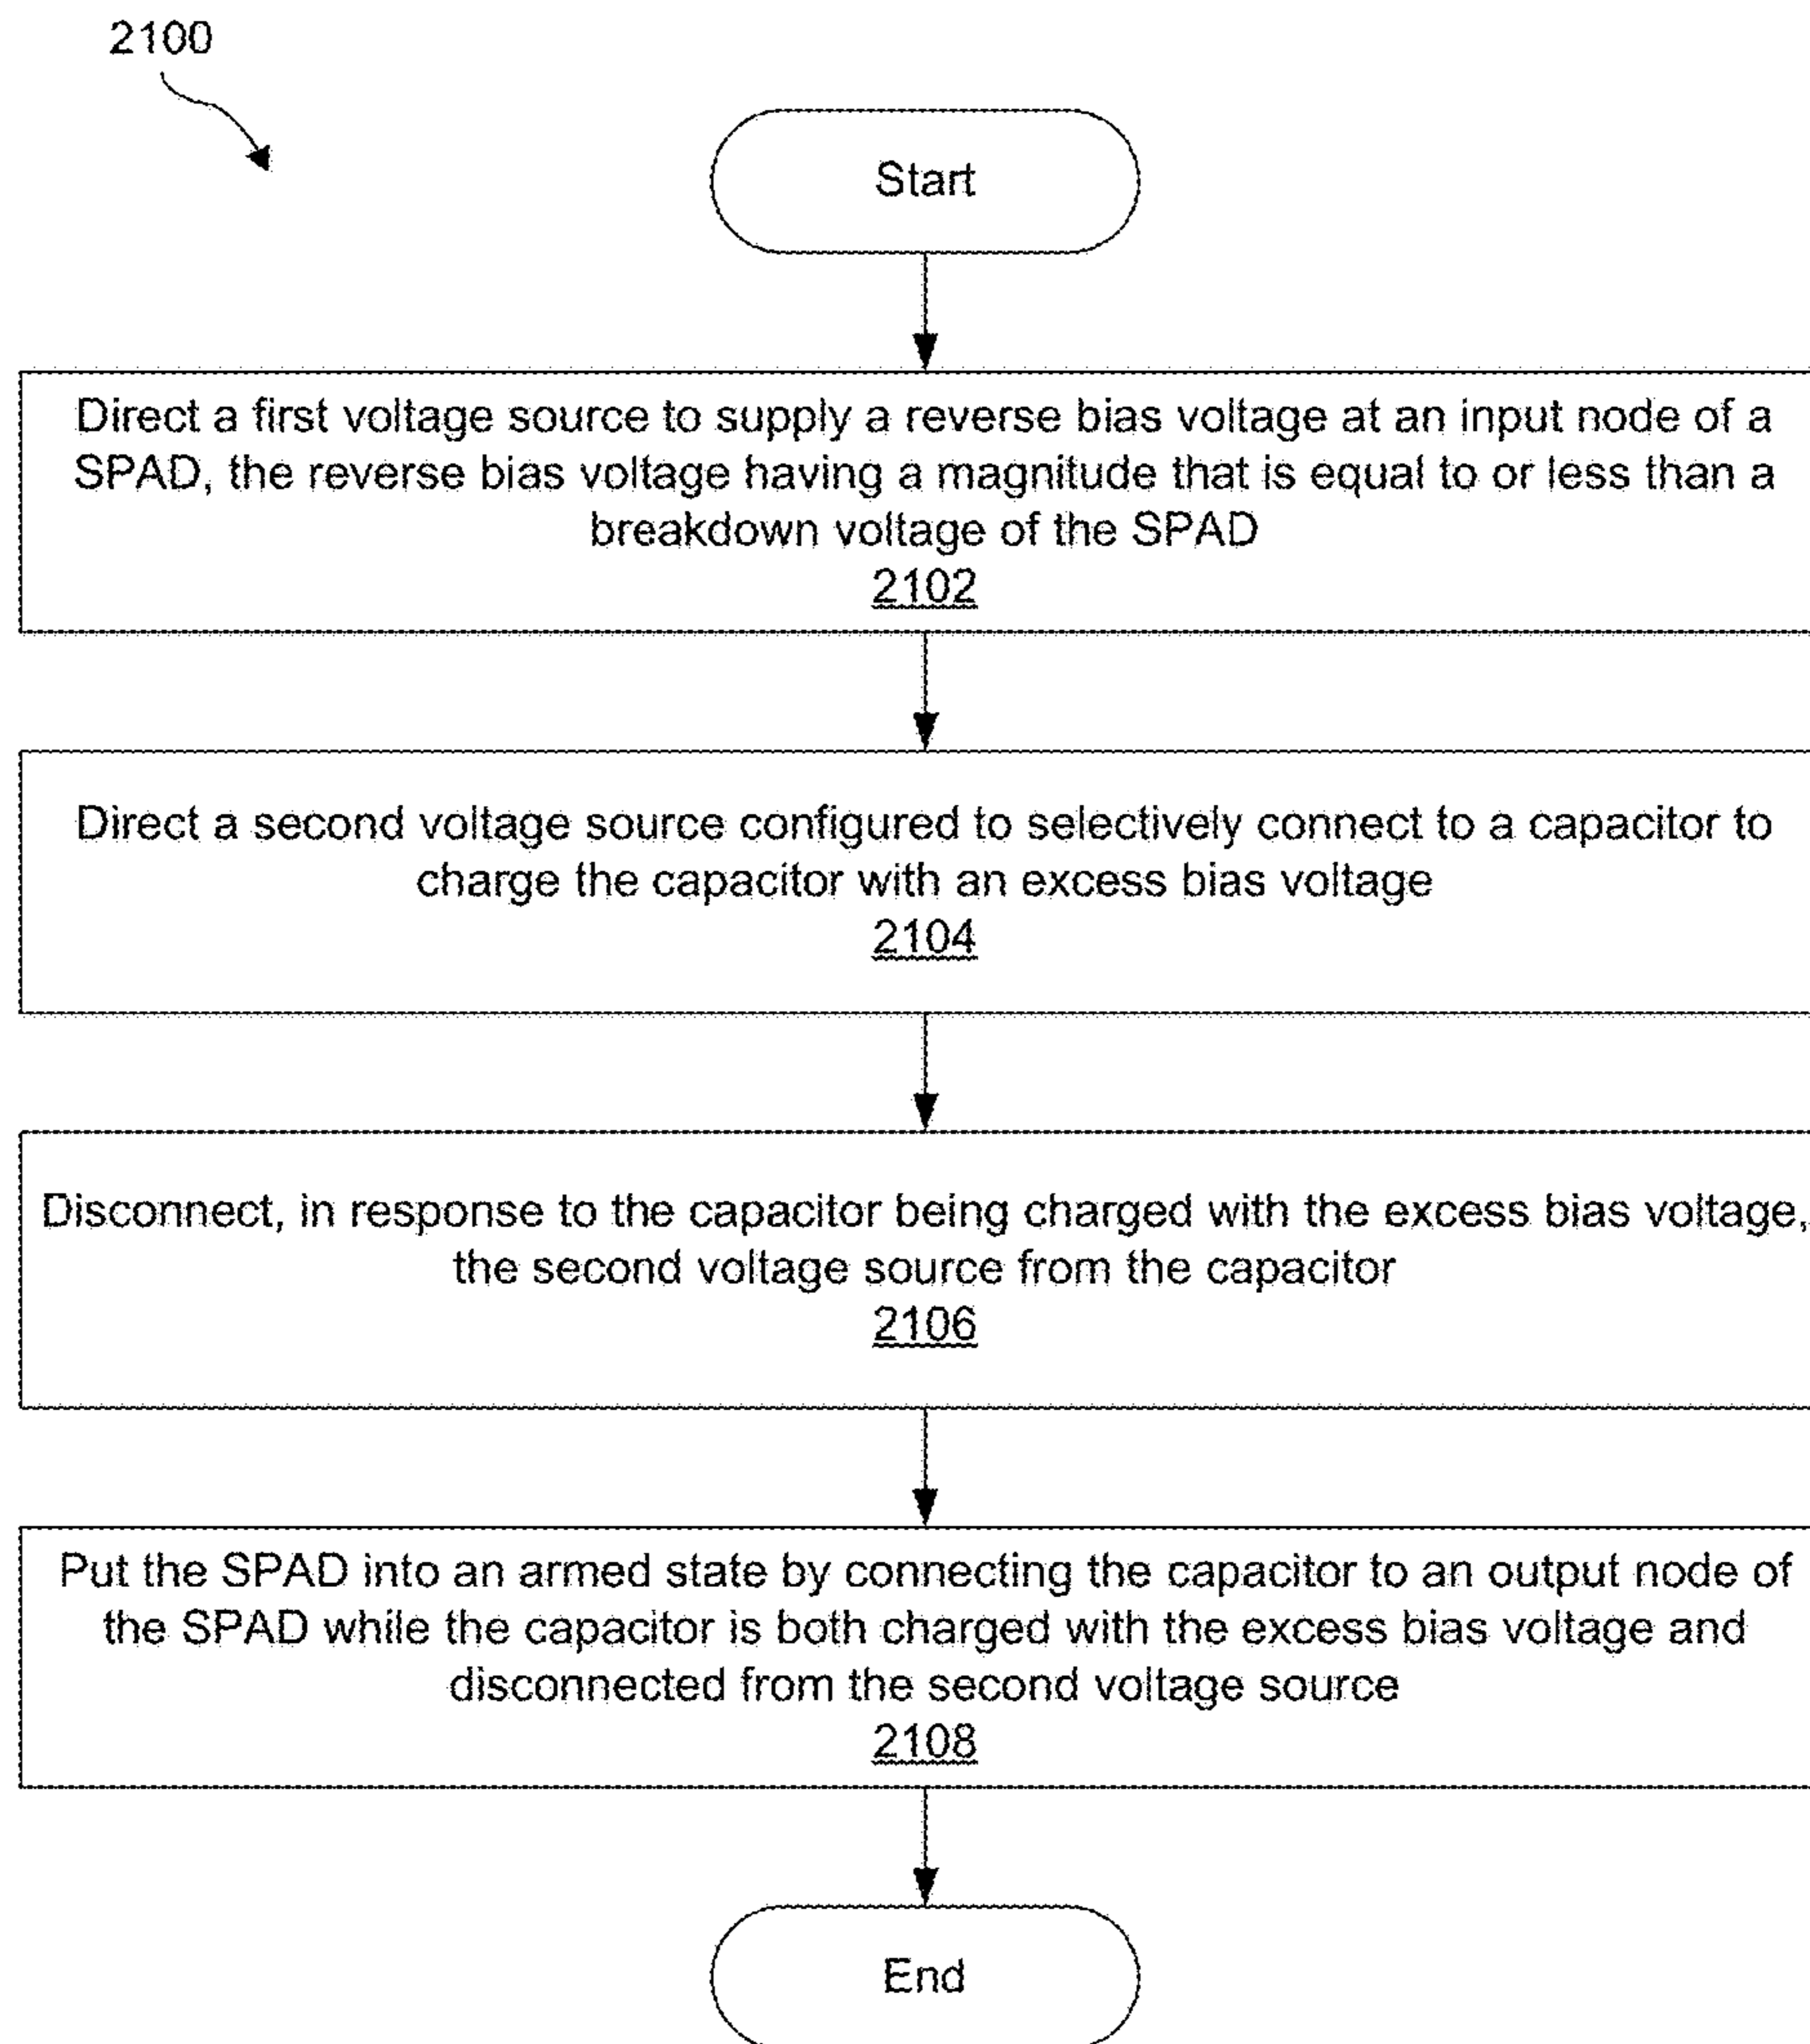 2100
Start
Direct a first voltage source to supply a reverse bias voltage at an input node of a
SPAD, the reverse bias voltage having a magnitude that is equal to or less than a
breakdown voltage of the SPAD
2102
Direct a second voltage source configured to selectively connect to a capacitor to
charge the capacitor with an excess bias voltage
2104
Disconnect, in response to the capacitor being charged with the excess bias voltage,
the second voltage source from the capacitor
2106
Put the SPAD into an armed state by connecting the capacitor to an output node of
the SPAD while the capacitor is both charged with the excess bias voltage and
disconnected from the second voltage source
2108
End